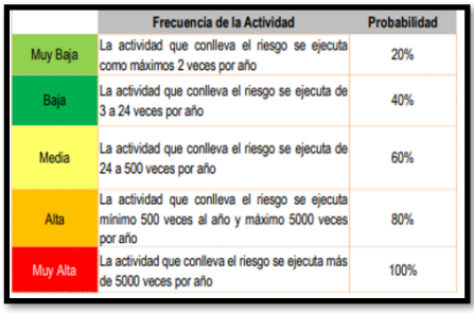 Frecuencia de la Actividad Probabilidad
Muy Baja La actividad que conlleva el riesgo se ejecuta
como máximos 2 veces por año 20%
Baja La actividad que conlleva el riesgo se ejecuta de
3 a 24 veces por año 40%
Media La actividad que conlleva el riesgo se ejecuta de
24 a 500 veces por año 60%
Alta La actividad que conlleva el riesgo se ejecuta
mínimo 500 veces al año y máximo 5000 veces
por año 80%
Muy Alta La actividad que conlleva el riesgo se ejecuta más
de 5000 veces por año 100%